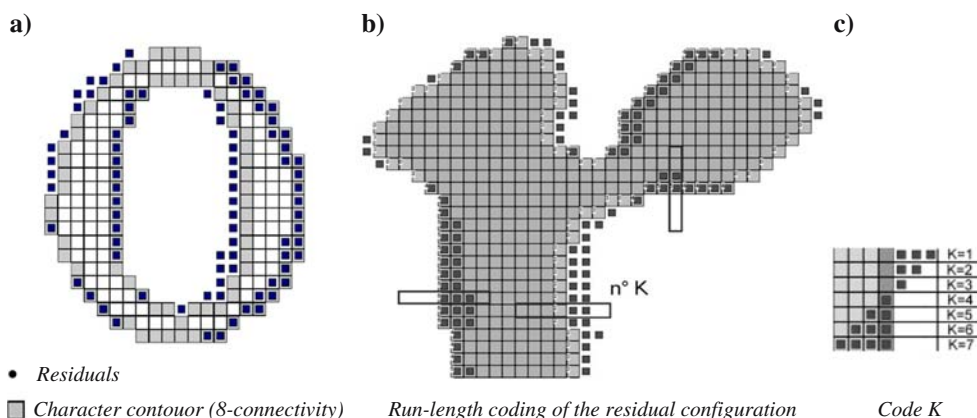 a)
b)
c)
n° K
K=1
K=2
K=3
K=4
K=5
K=6
K=7
Residuals
Character contouor (8-connectivity)
Run-length coding of the residual configuration
Code K